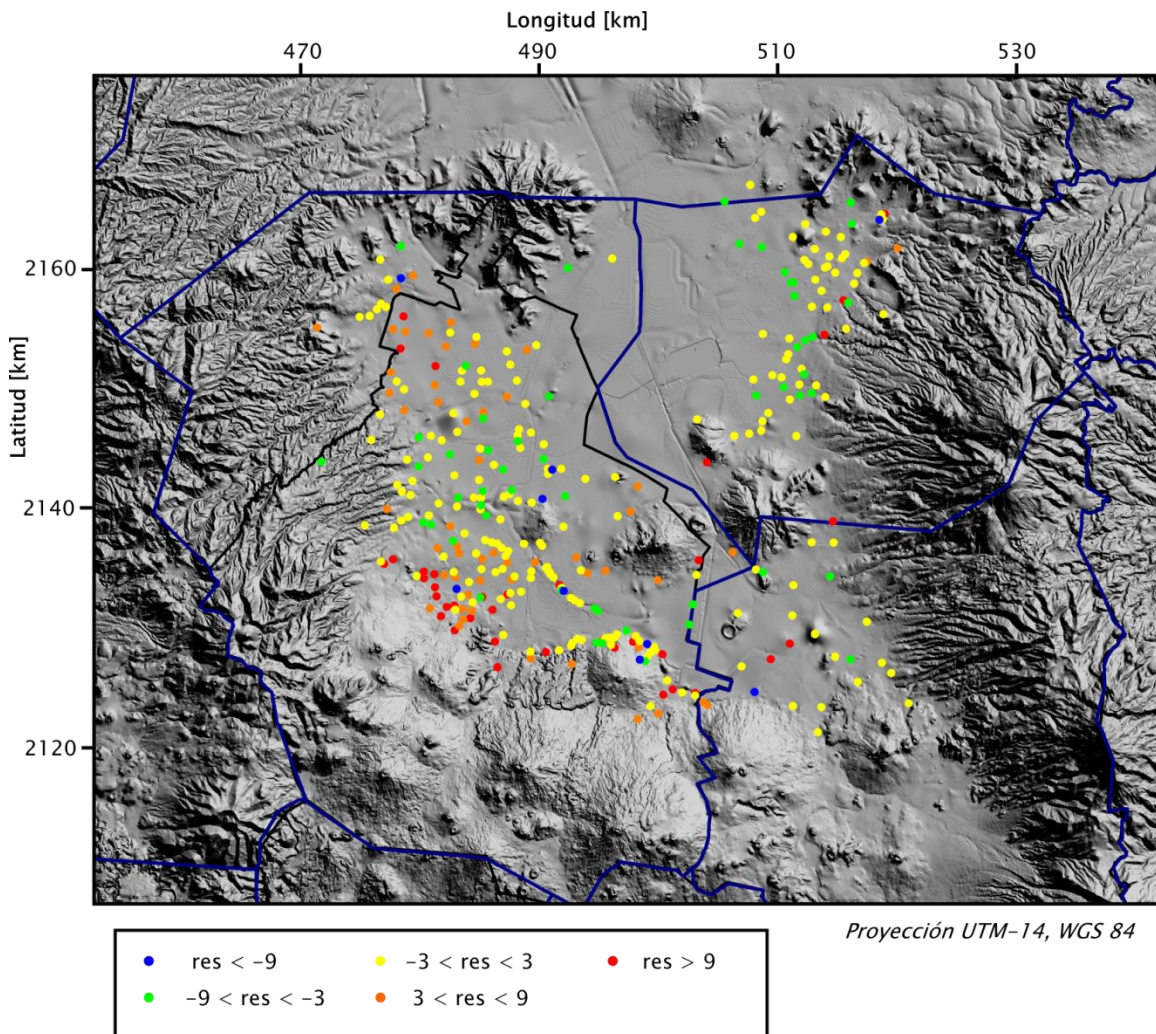 Longitud [km]
470 490 510 530
Latitud [km]
2160
2140
2120
Proyección UTM-14, WGS 84
res < -9 -3 < res < 3 res > 9
-9 < res < -3 3 < res < 9